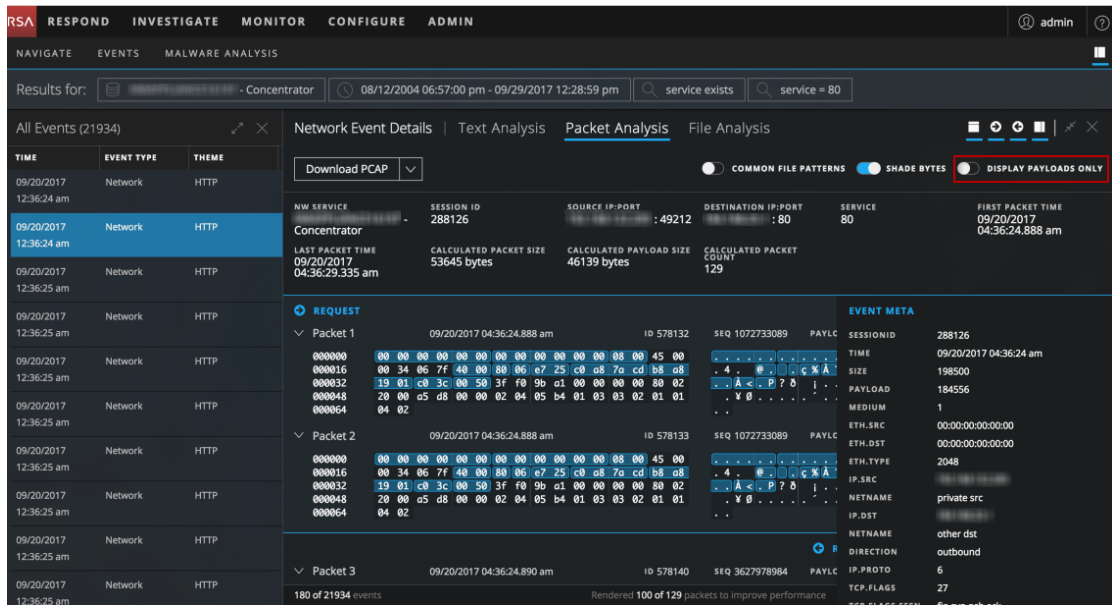 RSA RESPOND INVESTIGATE MONITOR CONFIGURE ADMIN admin ?
NAVIGATE EVENTS MALWARE ANALYSIS
Results for: - Concentrator 08/12/2004 06:57:00 pm - 09/29/2017 12:28:59 pm service exists service = 80
All Events (21934)
TIME EVENT TYPE THEME
09/20/2017 Network HTTP
12:36:24 am
09/20/2017 Network HTTP
12:36:24 am
09/20/2017 Network HTTP
12:36:25 am
09/20/2017 Network HTTP
12:36:25 am
09/20/2017 Network HTTP
12:36:25 am
09/20/2017 Network HTTP
12:36:25 am
09/20/2017 Network HTTP
12:36:25 am
09/20/2017 Network HTTP
12:36:25 am
09/20/2017 Network HTTP
12:36:25 am
09/20/2017 Network HTTP
12:36:25 am
Network Event Details | Text Analysis Packet Analysis File Analysis
Download PCAP COMMON FILE PATTERNS SHADE BYTES DISPLAY PAYLOADS ONLY
NW SERVICE SESSION ID SOURCE IP:PORT DESTINATION IP:PORT SERVICE FIRST PACKET TIME
- 288126 : 49212 : 80 80 09/20/2017
Concentrator 04:36:24.888 am
LAST PACKET TIME CALCULATED PACKET SIZE CALCULATED PAYLOAD SIZE CALCULATED PACKET COUNT
09/20/2017 53645 bytes 46139 bytes 129
04:36:29.335 am
REQUEST
Packet 1 09/20/2017 04:36:24.888 am ID 578132 SEQ 1072733089 PAYLC
000000 00 00 00 00 00 00 00 00 00 00 00 00 08 00 45 00 . . . . . . . . . . . .
000016 00 34 06 7f 40 00 80 06 e7 25 c0 a8 7a cd b8 a8 . 4 . @ . . . ç % À
000032 19 01 c0 3c 00 50 3f f0 9b a1 00 00 00 00 80 02 . . À < . P ? ð ¡ . .
000048 20 00 a5 d8 00 00 02 04 05 b4 01 03 03 02 01 01 . ¥ Ø . . . . ´ . .
000064 04 02 . .
Packet 2 09/20/2017 04:36:24.888 am ID 578133 SEQ 1072733089 PAYLC
000000 00 00 00 00 00 00 00 00 00 00 00 00 08 00 45 00 . . . . . . . . . . . .
000016 00 34 06 7f 40 00 80 06 e7 25 c0 a8 7a cd b8 a8 . 4 . @ . . . ç % À
000032 19 01 c0 3c 00 50 3f f0 9b a1 00 00 00 00 80 02 . . À < . P ? ð ¡ . .
000048 20 00 a5 d8 00 00 02 04 05 b4 01 03 03 02 01 01 . ¥ Ø . . . . ´ . .
000064 04 02 . .
Packet 3 09/20/2017 04:36:24.890 am ID 578140 SEQ 3627978984 PAYLC
180 of 21934 events Rendered 100 of 129 packets to improve performance
EVENT META
SESSIONID 288126
TIME 09/20/2017 04:36:24 am
SIZE 198500
PAYLOAD 184556
MEDIUM 1
ETH.SRC 00:00:00:00:00:00
ETH.DST 00:00:00:00:00:00
ETH.TYPE 2048
IP.SRC
NETNAME private src
IP.DST
NETNAME other dst
DIRECTION outbound
IP.PROTO 6
TCP.FLAGS 27